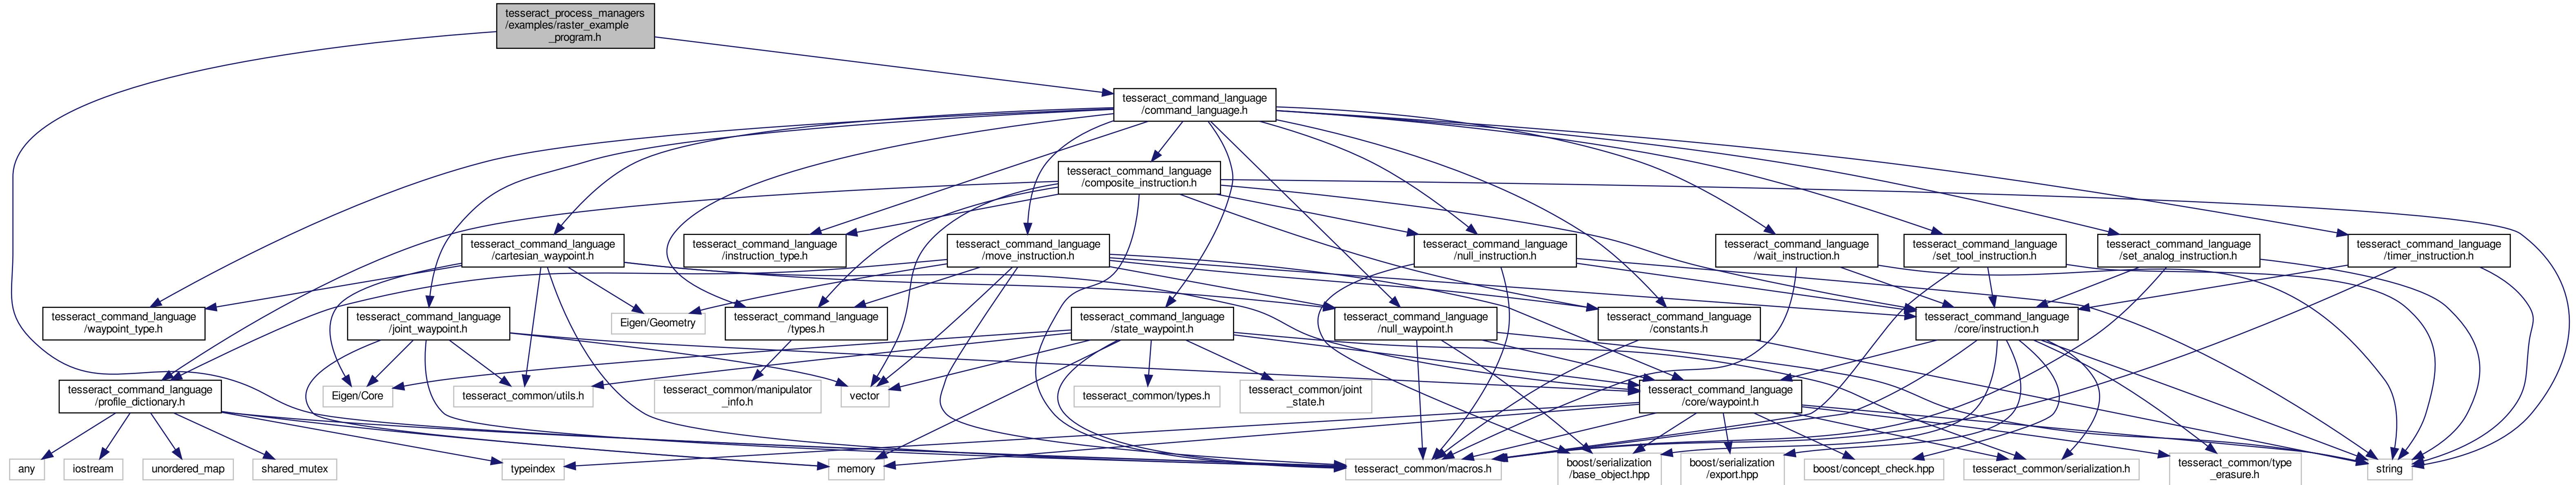 tesseract_process_managers
/examples/raster_example
_program.h
tesseract_command_language
/command_language.h
tesseract_command_language
/composite_instruction.h
tesseract_command_language
/cartesian_waypoint.h
tesseract_command_language
/instruction_type.h
tesseract_command_language
/move_instruction.h
tesseract_command_language
/null_instruction.h
tesseract_command_language
/wait_instruction.h
tesseract_command_language
/set_tool_instruction.h
tesseract_command_language
/set_analog_instruction.h
tesseract_command_language
/timer_instruction.h
tesseract_command_language
/waypoint_type.h
tesseract_command_language
/joint_waypoint.h
Eigen/Geometry
tesseract_command_language
/types.h
tesseract_command_language
/state_waypoint.h
tesseract_command_language
/null_waypoint.h
tesseract_command_language
/constants.h
tesseract_command_language
/core/instruction.h
tesseract_command_language
/profile_dictionary.h
Eigen/Core
tesseract_common/utils.h
tesseract_common/manipulator
_info.h
vector
tesseract_common/types.h
tesseract_common/joint
_state.h
tesseract_command_language
/core/waypoint.h
any
iostream
unordered_map
shared_mutex
typeindex
memory
tesseract_common/macros.h
boost/serialization
/base_object.hpp
boost/serialization
/export.hpp
boost/concept_check.hpp
tesseract_common/serialization.h
tesseract_common/type
_erasure.h
string